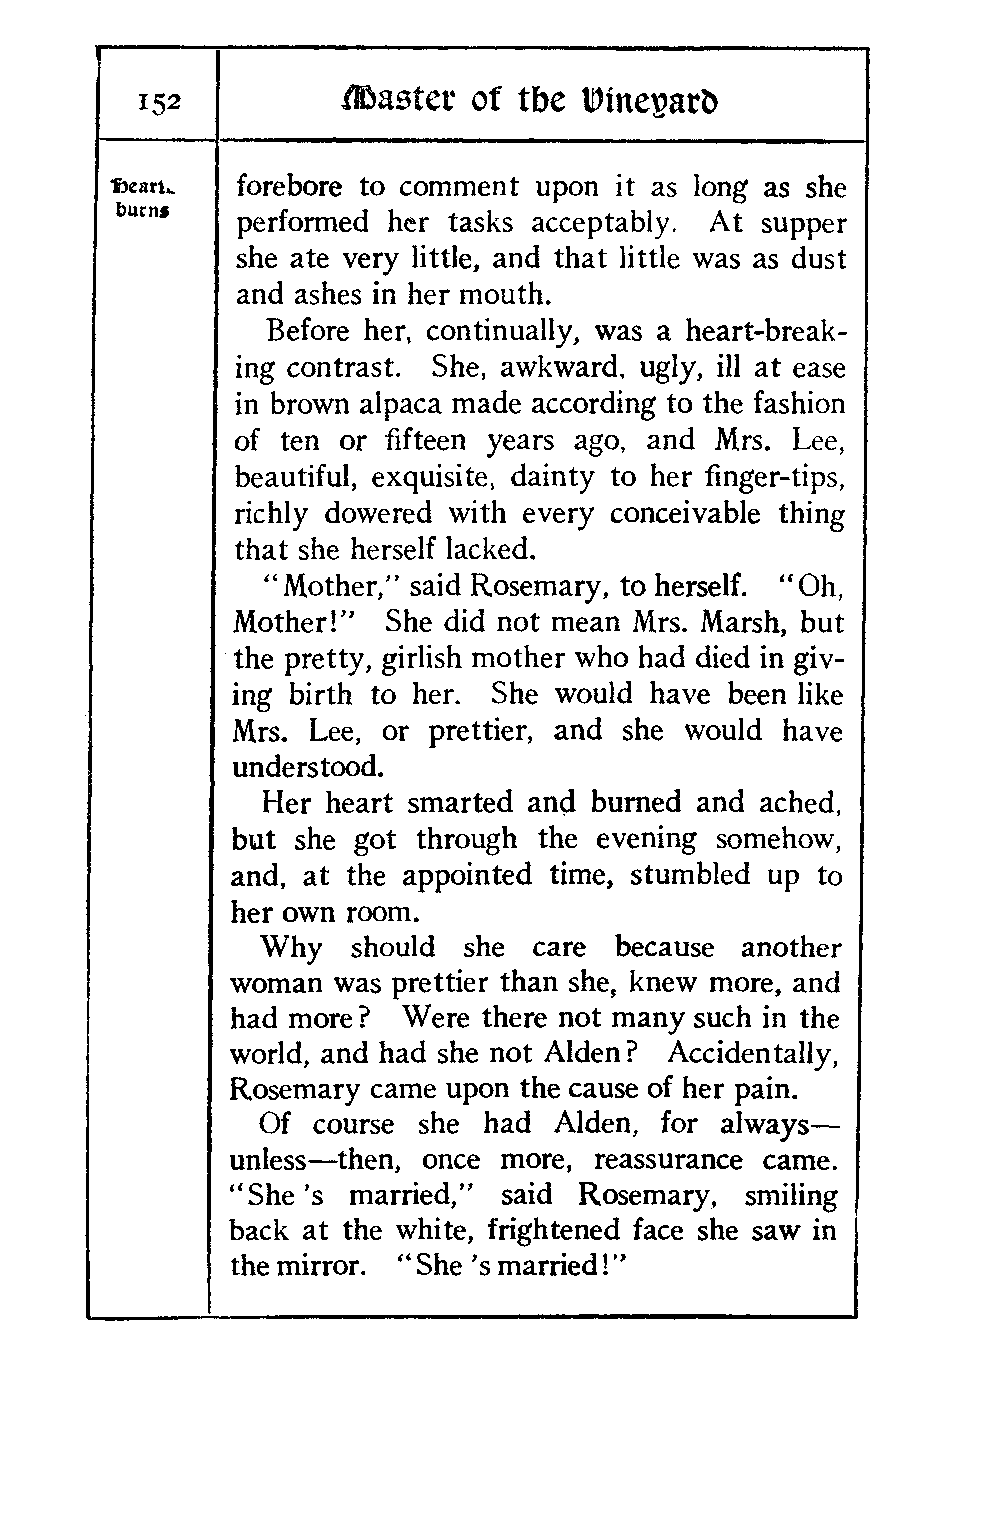 152
Master of the Vineyard
Heart-
burns
forebore to comment upon it as long as she
performed her tasks acceptably. At supper
she ate very little, and that little was as dust
and ashes in her mouth.
Before her, continually, was a heart-break-
ing contrast. She, awkward, ugly, ill at ease
in brown alpaca made according to the fashion
of ten or fifteen years ago, and Mrs. Lee,
beautiful, exquisite, dainty to her finger-tips,
richly dowered with every conceivable thing
that she herself lacked.
"Mother," said Rosemary, to herself. "Oh,
Mother!" She did not mean Mrs. Marsh, but
the pretty, girlish mother who had died in giv-
ing birth to her. She would have been like
Mrs. Lee, or prettier, and she would have
understood.
Her heart smarted and burned and ached,
but she got through the evening somehow,
and, at the appointed time, stumbled up to
her own room.
Why should she care because another
woman was prettier than she, knew more, and
had more? Were there not many such in the
world, and had she not Alden? Accidentally,
Rosemary came upon the cause of her pain.
Of course she had Alden, for always—
unless—then, once more, reassurance came.
"She 's married," said Rosemary, smiling
back at the white, frightened face she saw in
the mirror. "She 's married!"